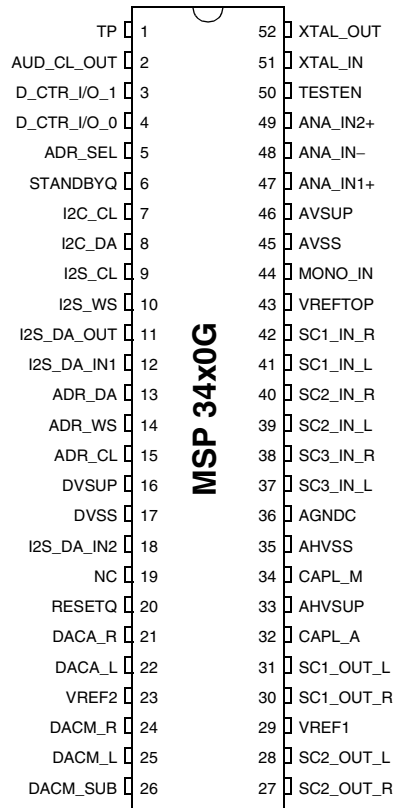 TP 1 52 XTAL_OUT
AUD_CL_OUT 2 51 XTAL_IN
D_CTR_I/O_1 3 50 TESTEN
D_CTR_I/O_0 4 49 ANA_IN2+
ADR_SEL 5 48 ANA_IN−
STANDBYQ 6 47 ANA_IN1+
I2C_CL 7 46 AVSUP
I2C_DA 8 45 AVSS
I2S_CL 9 44 MONO_IN
I2S_WS 10 43 VREFTOP
I2S_DA_OUT 11 42 SC1_IN_R
I2S_DA_IN1 12 41 SC1_IN_L
ADR_DA 13 40 SC2_IN_R
ADR_WS 14 39 SC2_IN_L
ADR_CL 15 38 SC3_IN_R
DVSUP 16 37 SC3_IN_L
DVSS 17 36 AGNDC
I2S_DA_IN2 18 35 AHVSS
NC 19 34 CAPL_M
RESETQ 20 33 AHVSUP
DACA_R 21 32 CAPL_A
DACA_L 22 31 SC1_OUT_L
VREF2 23 30 SC1_OUT_R
DACM_R 24 29 VREF1
DACM_L 25 28 SC2_OUT_L
DACM_SUB 26 27 SC2_OUT_R
MSP 34x0G